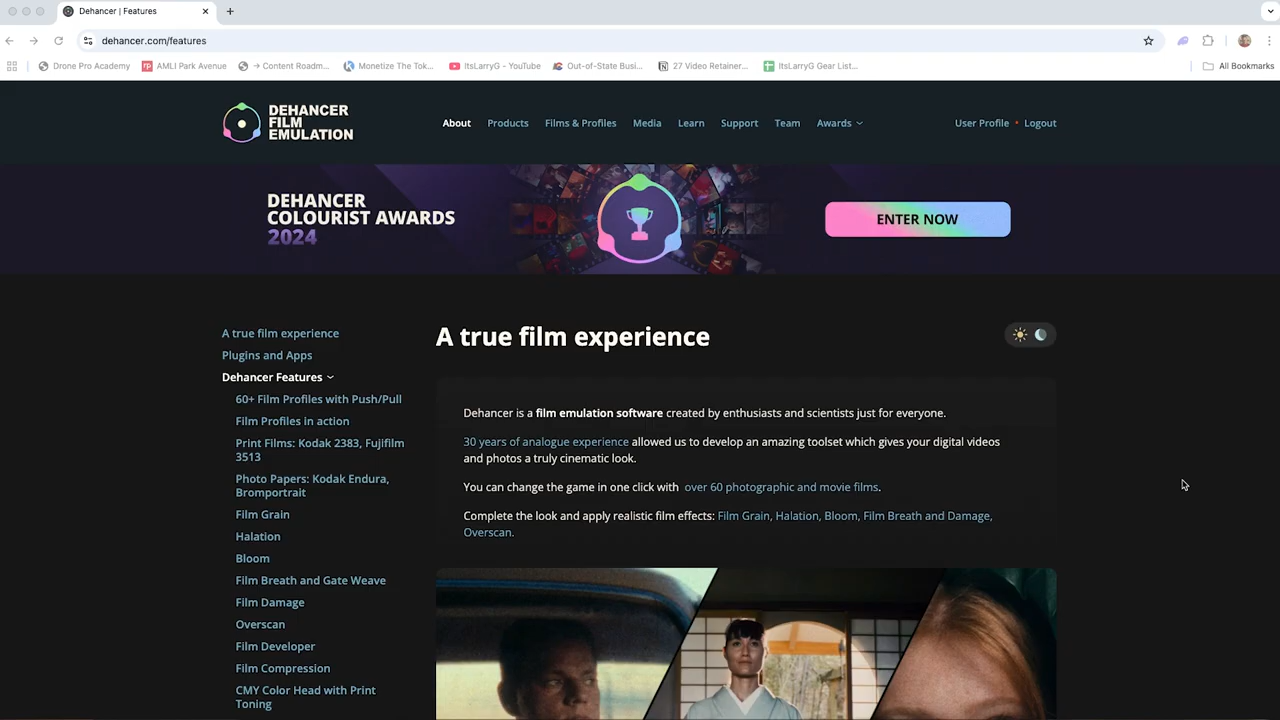 Dehancer | Features
dehancer.com/features
Drone Pro Academy
AMLI Park Avenue
→ Content Roadm...
Monetize The Tok...
ItsLarryG - YouTube
Out-of-State Busi...
27 Video Retainer...
ItsLarryG Gear List...
All Bookmarks
DEHANCER
FILM
EMULATION
About
Products
Films & Profiles
Media
Learn
Support
Team
Awards
User Profile • Logout
DEHANCER
COLOURIST AWARDS
2024
ENTER NOW
A true film experience
Plugins and Apps
Dehancer Features
60+ Film Profiles with Push/Pull
Film Profiles in action
Print Films: Kodak 2383, Fujifilm
3513
Photo Papers: Kodak Endura,
Bromportrait
Film Grain
Halation
Bloom
Film Breath and Gate Weave
Film Damage
Overscan
Film Developer
Film Compression
CMY Color Head with Print
Toning
A true film experience
Dehancer is a film emulation software created by enthusiasts and scientists just for everyone.
30 years of analogue experience allowed us to develop an amazing toolset which gives your digital videos
and photos a truly cinematic look.
You can change the game in one click with over 60 photographic and movie films.
Complete the look and apply realistic film effects: Film Grain, Halation, Bloom, Film Breath and Damage,
Overscan.